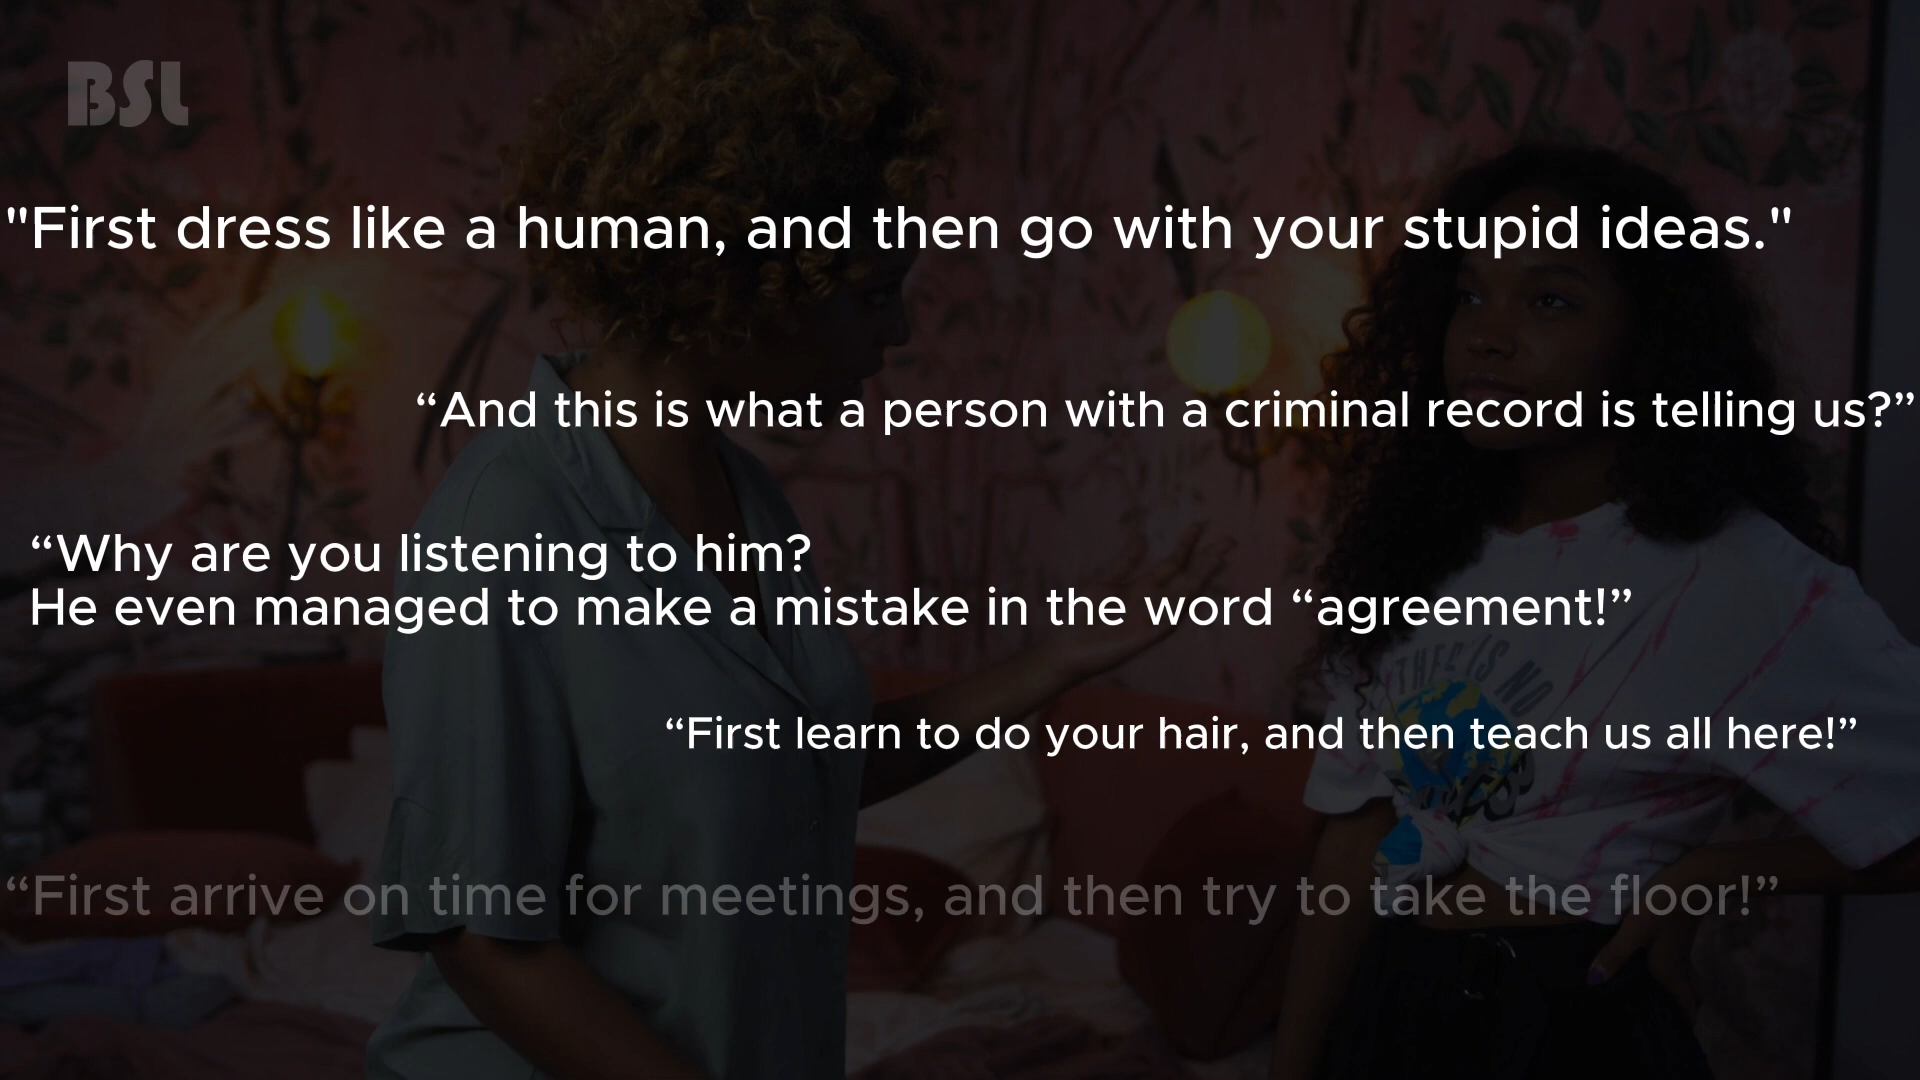 BSL
"First dress like a human, and then go with your stupid ideas."
“And this is what a person with a criminal record is telling us?”
“Why are you listening to him?
He even managed to make a mistake in the word “agreement!”
“First learn to do your hair, and then teach us all here!”
THEE IS NO
“First arrive on time for meetings, and then try to take the floor!”